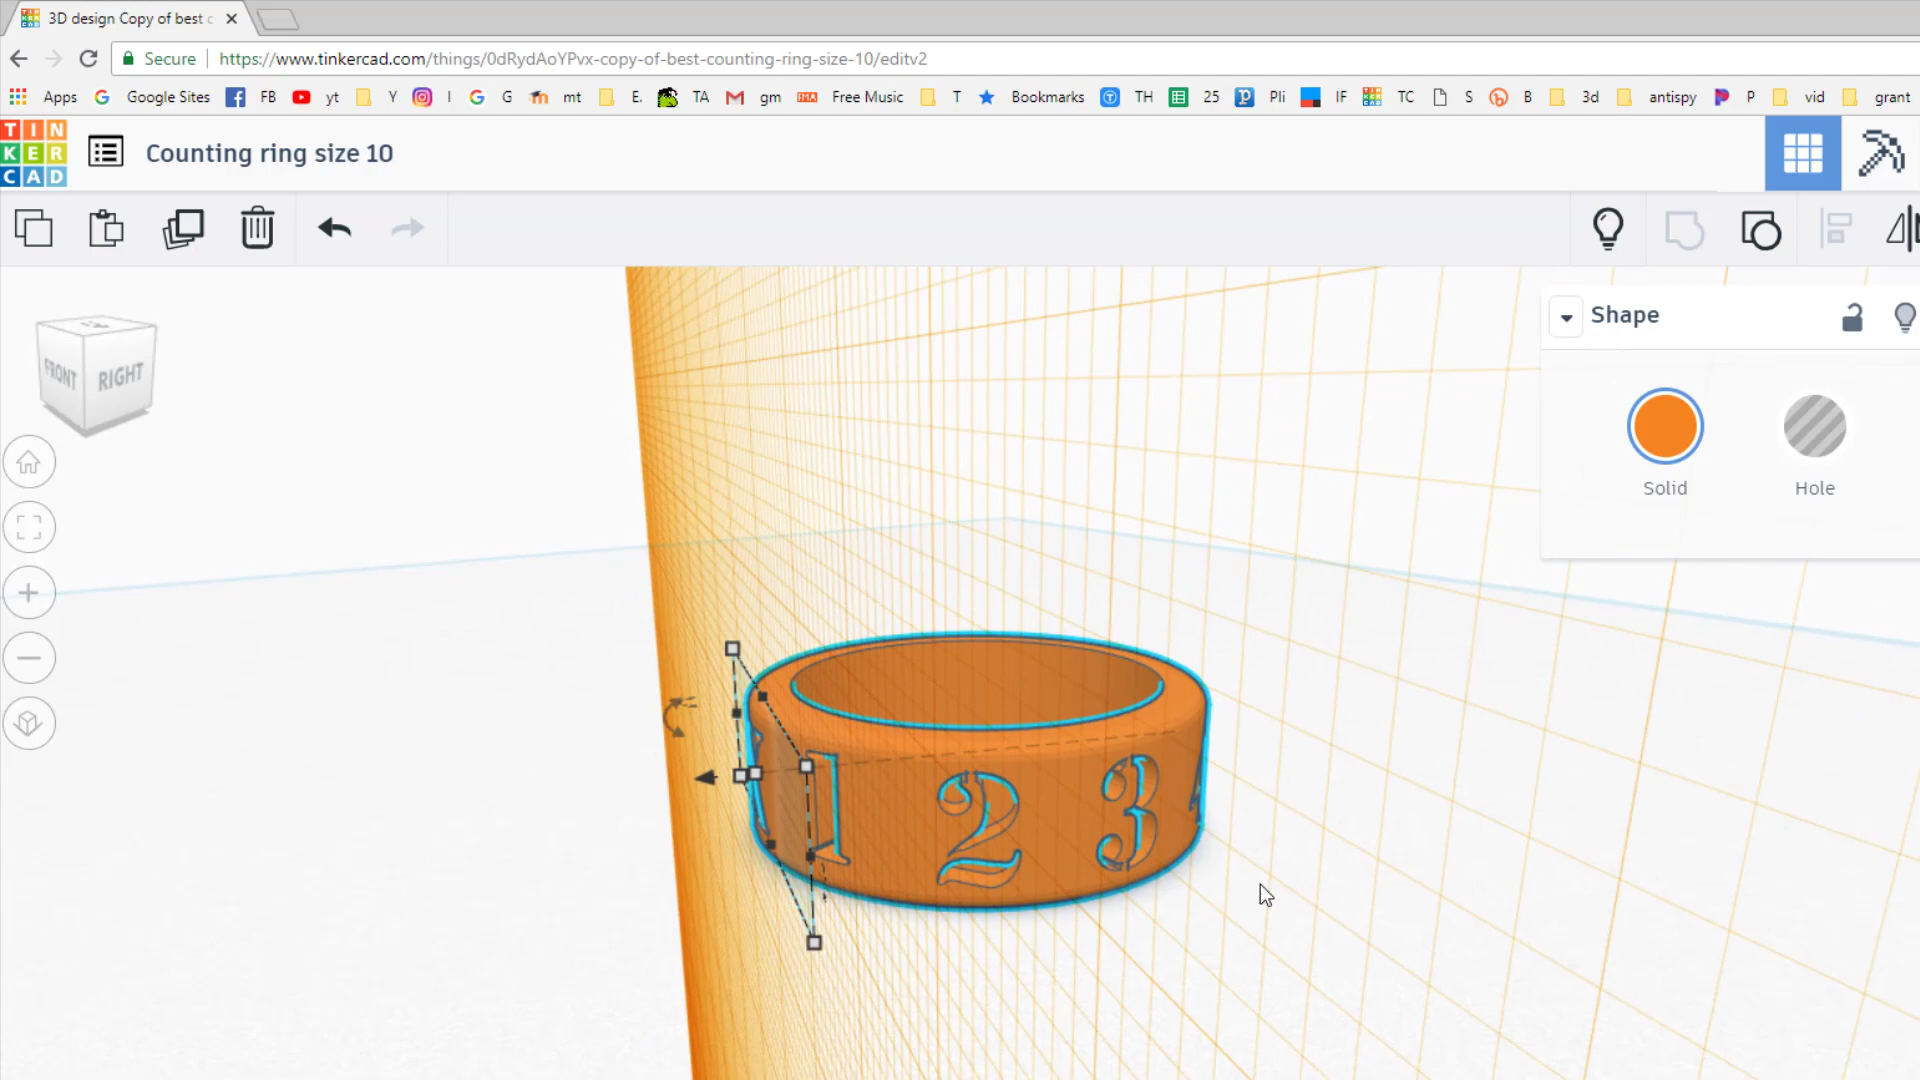 3D design Copy of best c
Secure https://www.tinkercad.com/things/0dRydAoYPvx-copy-of-best-counting-ring-size-10/editv2
Apps Google Sites FB yt Y I G mt E. TA gm Free Music T Bookmarks TH 25 Pli IF TC S B 3d antispy P vid grant
TIN
KER
CAD
Counting ring size 10
Shape
FRONT RIGHT
Solid Hole
1 2 3